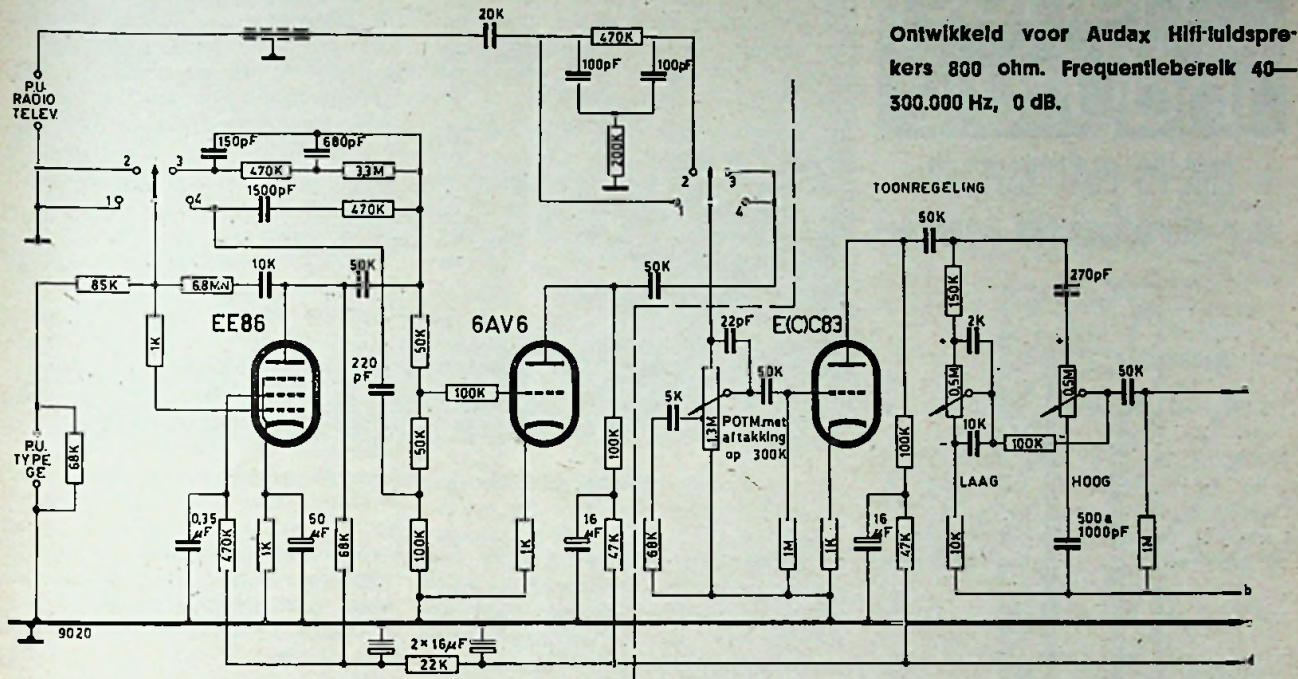 Ontwikkeld voor Audax Hifi-luidspre-
kers 800 ohm. Frequentiebereik 40—
300.000 Hz, 0 dB.
20K
470K
100pF
100pF
200K
P.U.
RADIO
TELEV.
150pF
680pF
2
3
470K
3,3M
1
4
1500pF
470K
2
3
1
4
TOONREGELING
50K
85K
6.8MΩ
10K
50K
50K
150K
270pF
EE86
6AV6
22pF
E(C)C83
2K
1K
220
pF
50K
100K
5K
50K
0,5M
0,5M
50K
P.U.
TYPE
GE
68K
50K
100K
1,3M
POTM.met
aftakking
op 300K
100K
10K
100K
LAAG
HOOG
0,35
µF
470K
1K
50
µF
68K
100K
1K
16
µF
47K
68K
1M
1K
16
µF
47K
10K
500 a
1000pF
1M
b
9020
2×16µF
22K
d